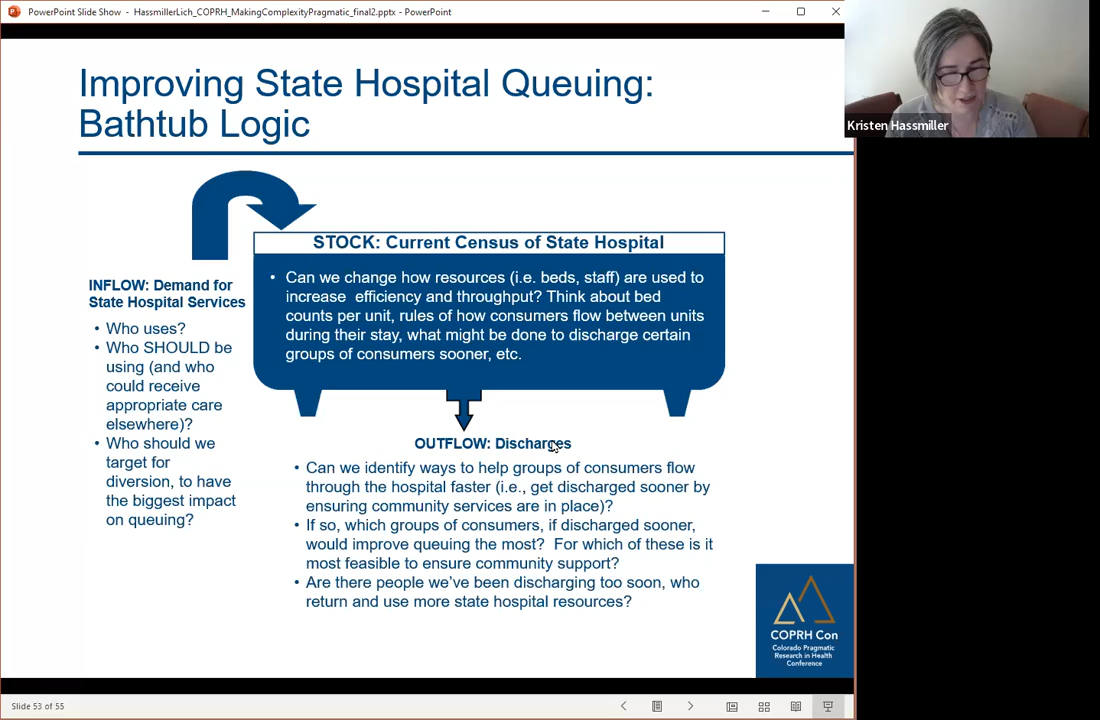 PowerPoint Slide Show - HassmillerLich_COPRH_MakingComplexityPragmatic_final2.pptx - PowerPoint
Kristen Hassmiller
Improving State Hospital Queuing:
Bathtub Logic
STOCK: Current Census of State Hospital
• Can we change how resources (i.e. beds, staff) are used to
increase efficiency and throughput? Think about bed
counts per unit, rules of how consumers flow between units
during their stay, what might be done to discharge certain
groups of consumers sooner, etc.
INFLOW: Demand for
State Hospital Services
• Who uses?
• Who SHOULD be
using (and who
could receive
appropriate care
elsewhere)?
• Who should we
target for
diversion, to have
the biggest impact
on queuing?
OUTFLOW: Discharges
• Can we identify ways to help groups of consumers flow
through the hospital faster (i.e., get discharged sooner by
ensuring community services are in place)?
• If so, which groups of consumers, if discharged sooner,
would improve queuing the most? For which of these is it
most feasible to ensure community support?
• Are there people we've been discharging too soon, who
return and use more state hospital resources?
COPRH Con
Colorado Pragmatic
Research in Health
Conference
Slide 53 of 55